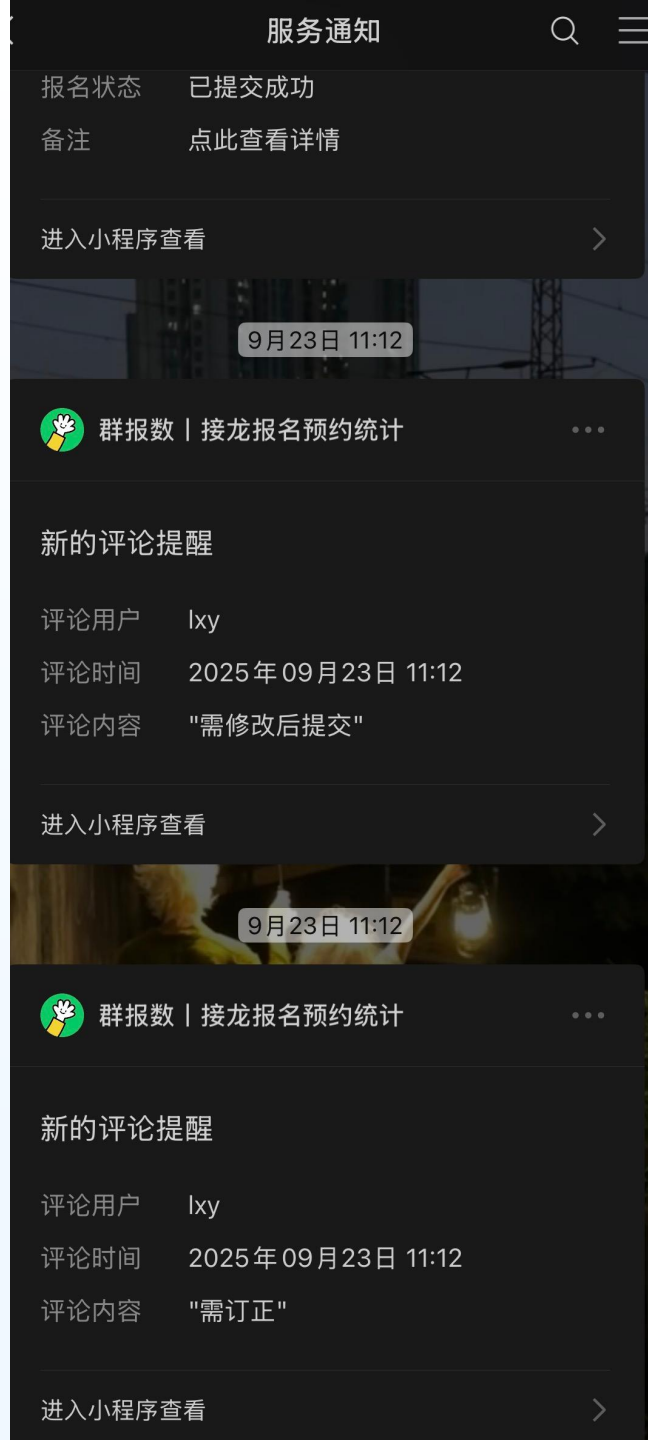 服务通知
报名状态 已提交成功
备注 点此查看详情
进入小程序查看
9月23日 11:12
群报数丨接龙报名预约统计
新的评论提醒
评论用户 lxy
评论时间 2025年09月23日 11:12
评论内容 "需修改后提交"
进入小程序查看
9月23日 11:12
群报数丨接龙报名预约统计
新的评论提醒
评论用户 lxy
评论时间 2025年09月23日 11:12
评论内容 "需订正"
进入小程序查看